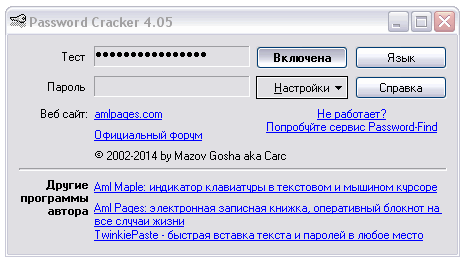 Password Cracker 4.05
Тест ●●●●●●●●●●●●●●● Включена Язык
Пароль Настройки Справка
Веб сайт: amlpages.com Не работает?
Попробуйте сервис Password-Find
Официальный форум
© 2002-2014 by Mazov Gosha aka Carc
Другие программы автора
Aml Maple: индикатор клавиатуры в текстовом и мышином курсоре
Aml Pages: электронная записная книжка, оперативный блокнот на
все случаи жизни
TwinkiePaste - быстрая вставка текста и паролей в любое место